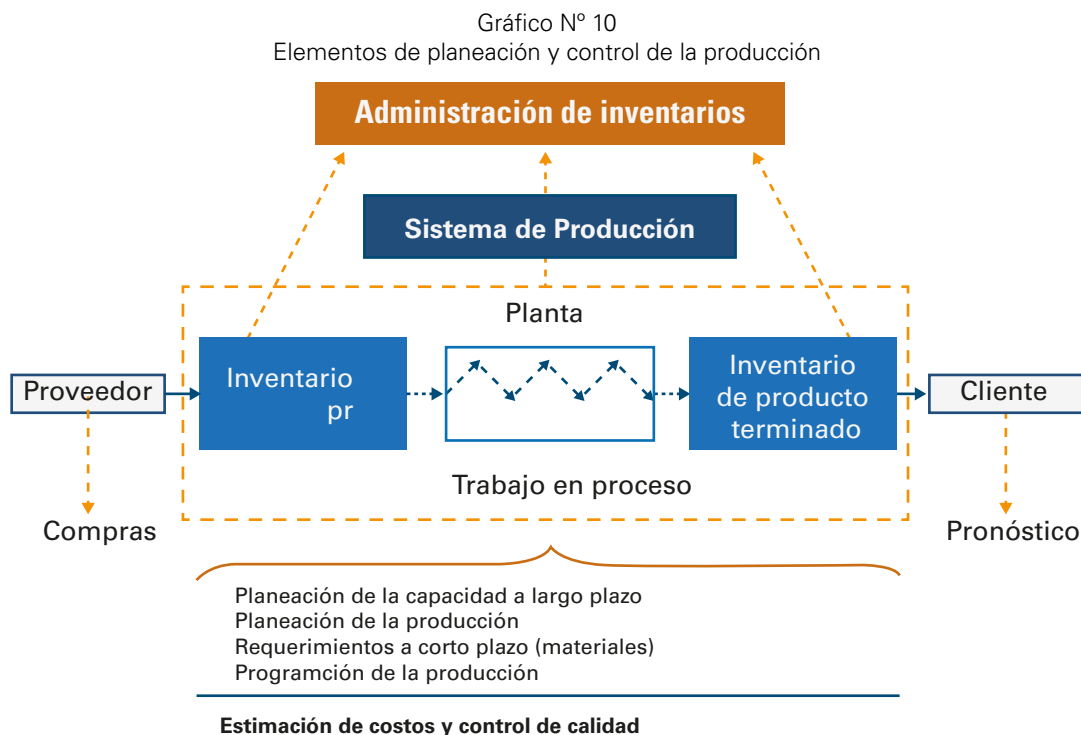 Gráfico Nº 10
Elementos de planeación y control de la producción
Administración de inventarios
Sistema de Producción
Planta
Proveedor
Inventario
pr
Inventario
de producto
terminado
Cliente
Trabajo en proceso
Compras
Pronóstico
Planeación de la capacidad a largo plazo
Planeación de la producción
Requerimientos a corto plazo (materiales)
Programción de la producción
Estimación de costos y control de calidad